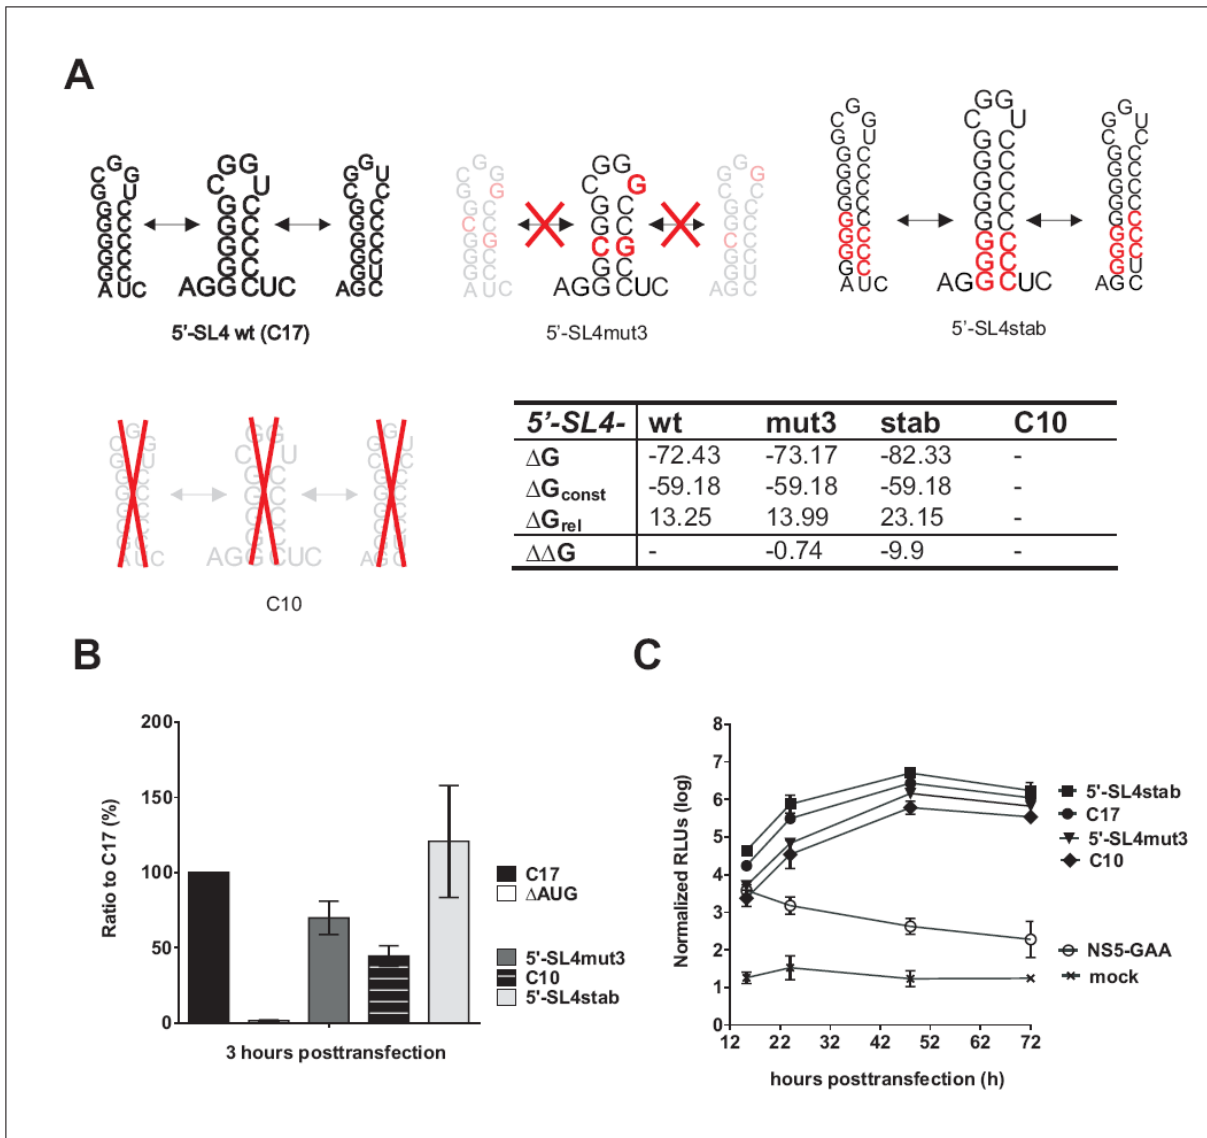 A
5'-SL4 wt (C17)
5'-SL4mut3
5'-SL4stab
AGGCUC
AGGCUC
AGGCUC
C10
AGGCUC
5'-SL4- wt mut3 stab C10
ΔG -72.43 -73.17 -82.33 -
ΔGconst -59.18 -59.18 -59.18 -
ΔGrel 13.25 13.99 23.15 -
ΔΔG - -0.74 -9.9 -
B
Ratio to C17 (%)
200
150
100
50
0
3 hours posttransfection
C17
ΔAUG
5'-SL4mut3
C10
5'-SL4stab
C
Normalized RLUs (log)
8
7
6
5
4
3
2
1
0
12 22 32 42 52 62 72
hours posttransfection (h)
5'-SL4stab
C17
5'-SL4mut3
C10
NS5-GAA
mock